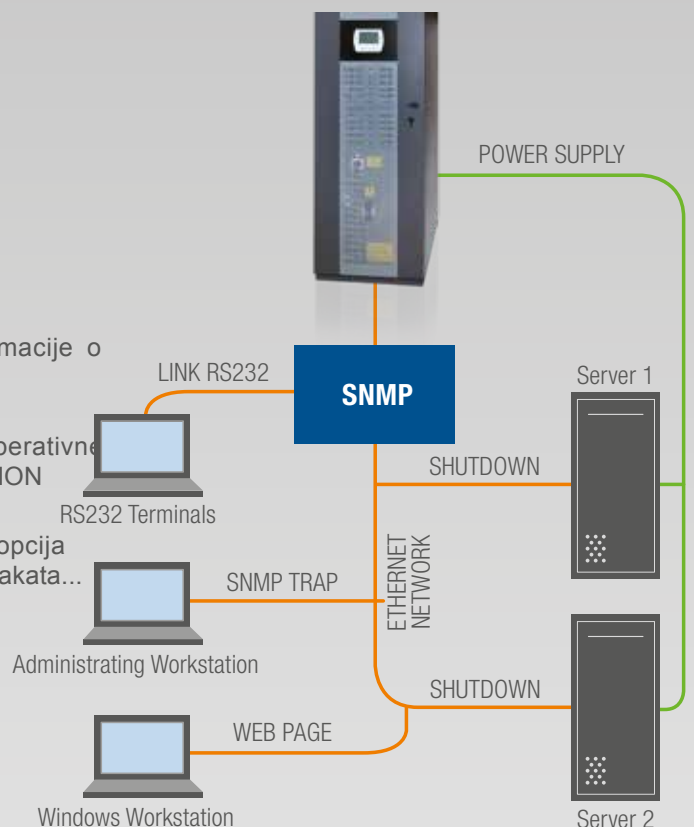 POWER SUPPLY
macije o
LINK RS232
SNMP
Server 1
perativne
ION
SHUTDOWN
RS232 Terminals
opcija
akata...
SNMP TRAP
ETHERNET
NETWORK
Administrating Workstation
SHUTDOWN
WEB PAGE
Windows Workstation
Server 2